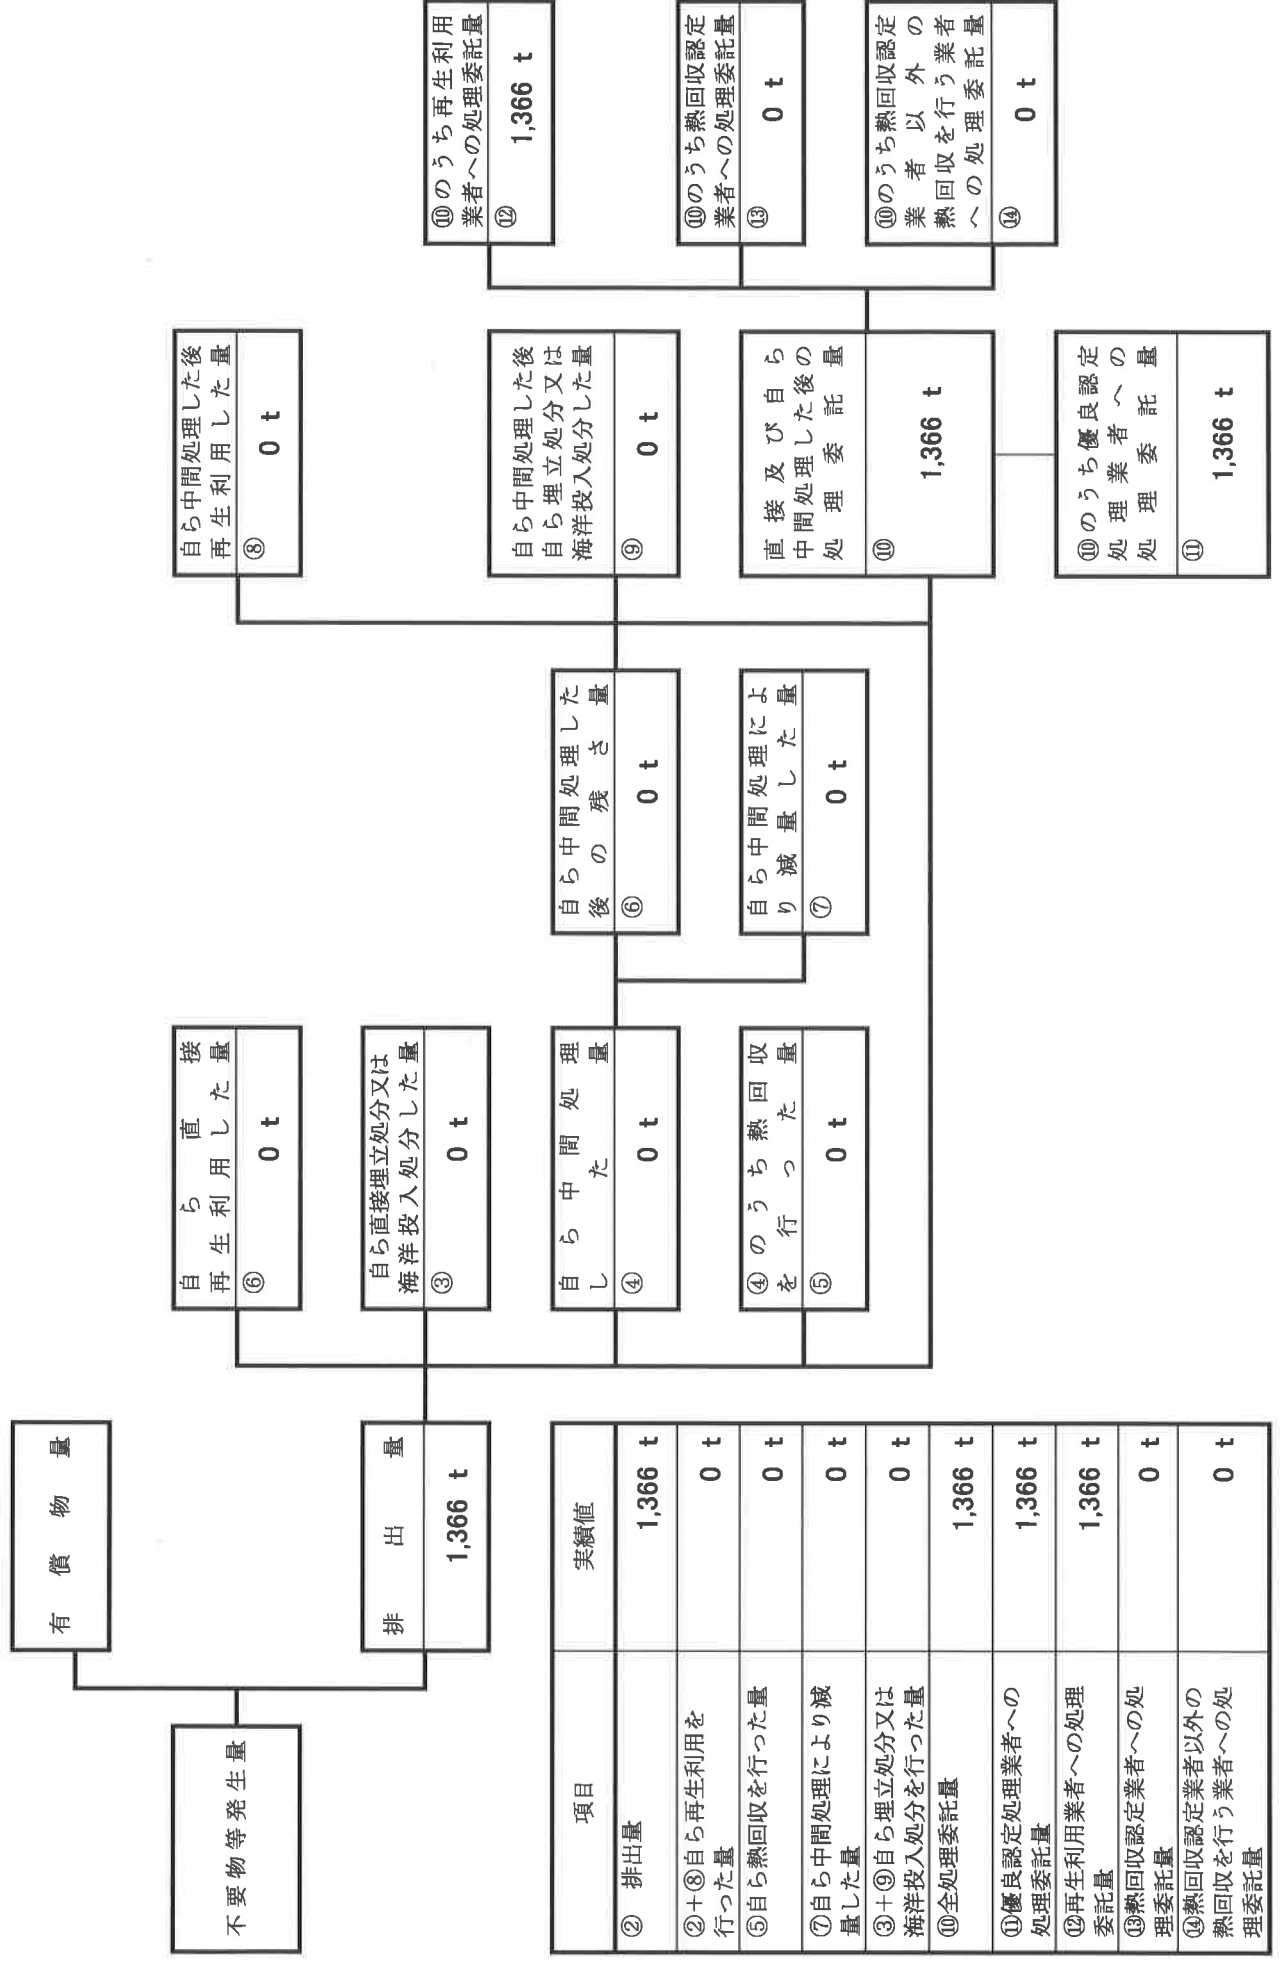 不要物等発生量
有償物量
排出量
1,366 t
自ら直接
再生利用した量
⑥
0 t
自ら直接埋立処分又は
海洋投入処分した量
③
0 t
自ら中間処理
した量
④
0 t
④のうち熱回収
を行った量
⑤
0 t
自ら中間処理した
後の残さ量
⑥
0 t
自ら中間処理によ
り減量した量
⑦
0 t
自ら中間処理した後
再生利用した量
⑧
0 t
自ら中間処理した後
自ら埋立処分又は
海洋投入処分した量
⑨
0 t
直接及び自ら
中間処理した後の
処理委託量
⑩
1,366 t
⑩のうち優良認定
処理業者への
処理委託量
⑪
1,366 t
⑩のうち再生利用
業者への処理委託量
⑫
1,366 t
⑩のうち熱回収認定
業者への処理委託量
⑬
0 t
⑩のうち熱回収認定
業者以外の
熱回収を行う業者
への処理委託量
⑭
0 t
項目 実績値
② 排出量 1,366 t
②＋⑧自ら再生利用を
行った量 0 t
⑤自ら熱回収を行った量 0 t
⑦自ら中間処理により減
量した量 0 t
③＋⑨自ら埋立処分又は
海洋投入処分を行った量 0 t
⑩全処理委託量 1,366 t
⑪優良認定処理業者への
処理委託量 1,366 t
⑫再生利用業者への処理
委託量 1,366 t
⑬熱回収認定業者への処
理委託量 0 t
⑭熱回収認定業者以外の
熱回収を行う業者への処
理委託量 0 t